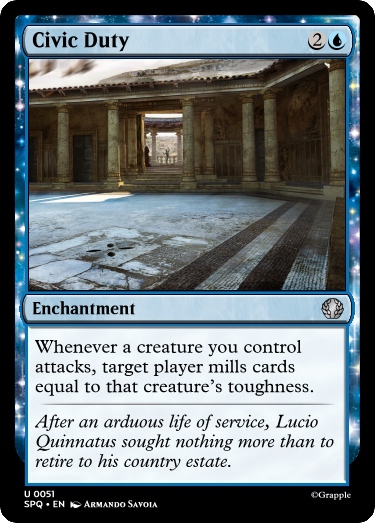 Civic Duty 2
Enchantment
Whenever a creature you control
attacks, target player mills cards
equal to that creature's toughness.
After an arduous life of service, Lucio
Quinnatus sought nothing more than to
retire to his country estate.
U 0051
SPQ • EN Armando Savoia
©Grapple